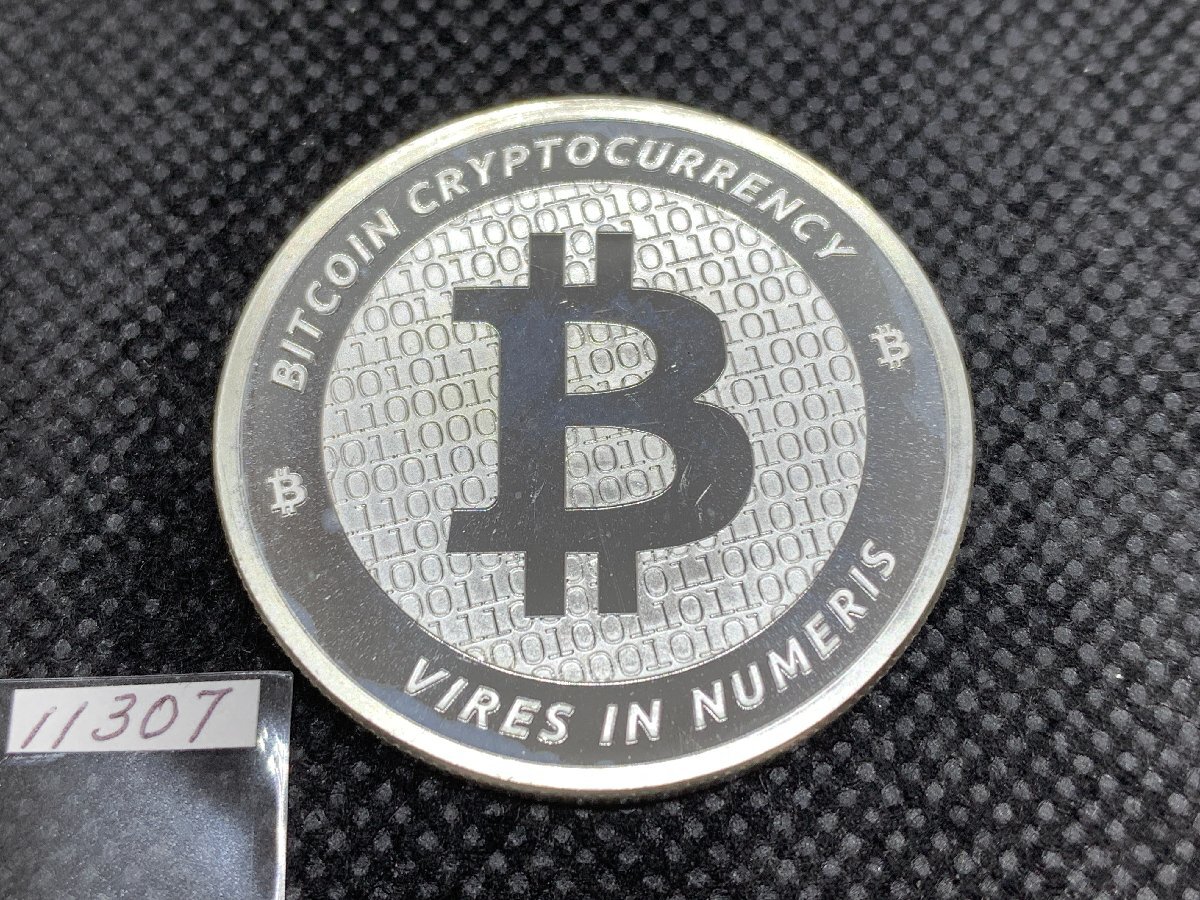 BITCOIN CRYPTOCURRENCY
VIRES IN NUMERIS
11307